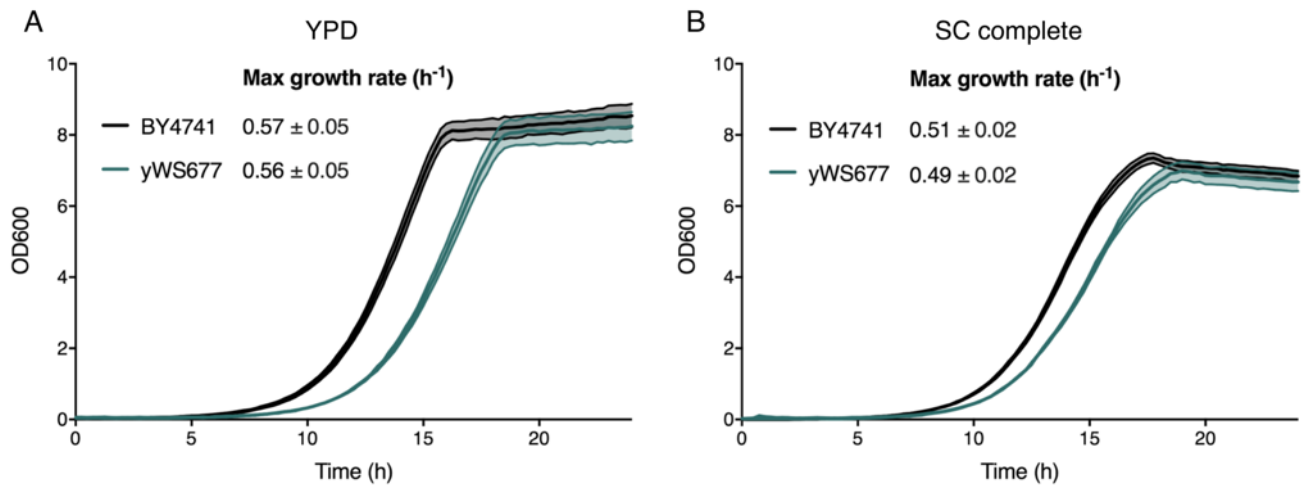 A
YPD
Max growth rate (h-1)
BY4741 0.57 ± 0.05
yWS677 0.56 ± 0.05
OD600
10
8
6
4
2
0
0 5 10 15 20
Time (h)
B
SC complete
Max growth rate (h-1)
BY4741 0.51 ± 0.02
yWS677 0.49 ± 0.02
OD600
10
8
6
4
2
0
0 5 10 15 20
Time (h)